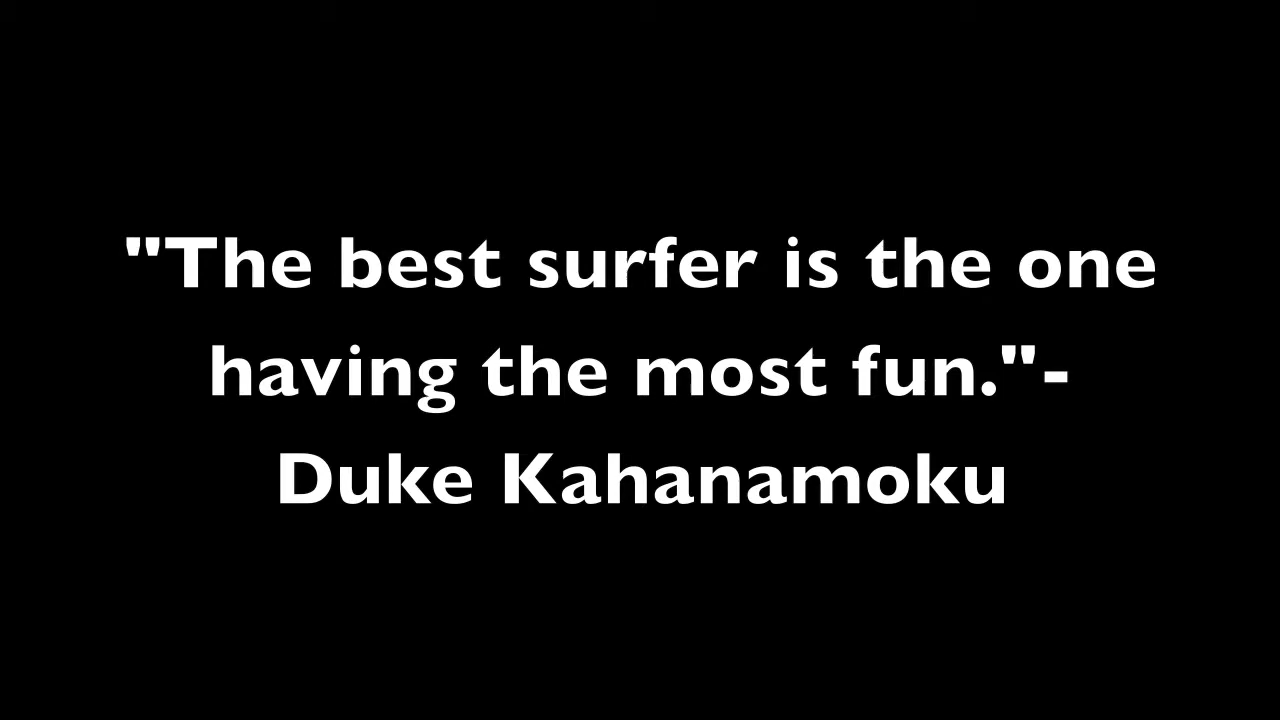 "The best surfer is the one
having the most fun."-
Duke Kahanamoku